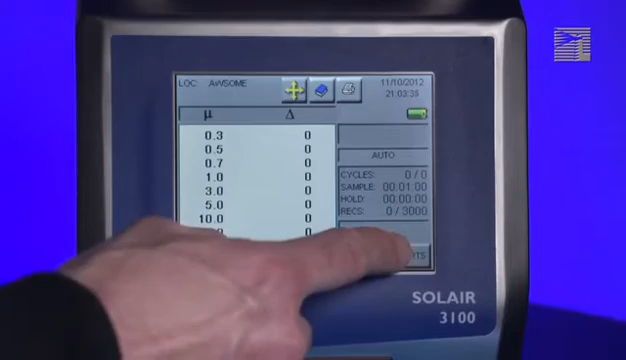 LOC: AWSOME
11/10/2012
21:03:38
µ Δ
0.3 0
0.5 0
0.7 0
1.0 0
3.0 0
5.0 0
10.0 0
0
AUTO
CYCLES: 0 / 0
SAMPLE: 00:01:00
HOLD: 00:00:00
RECS: 0 / 3000
SOLAIR
3100